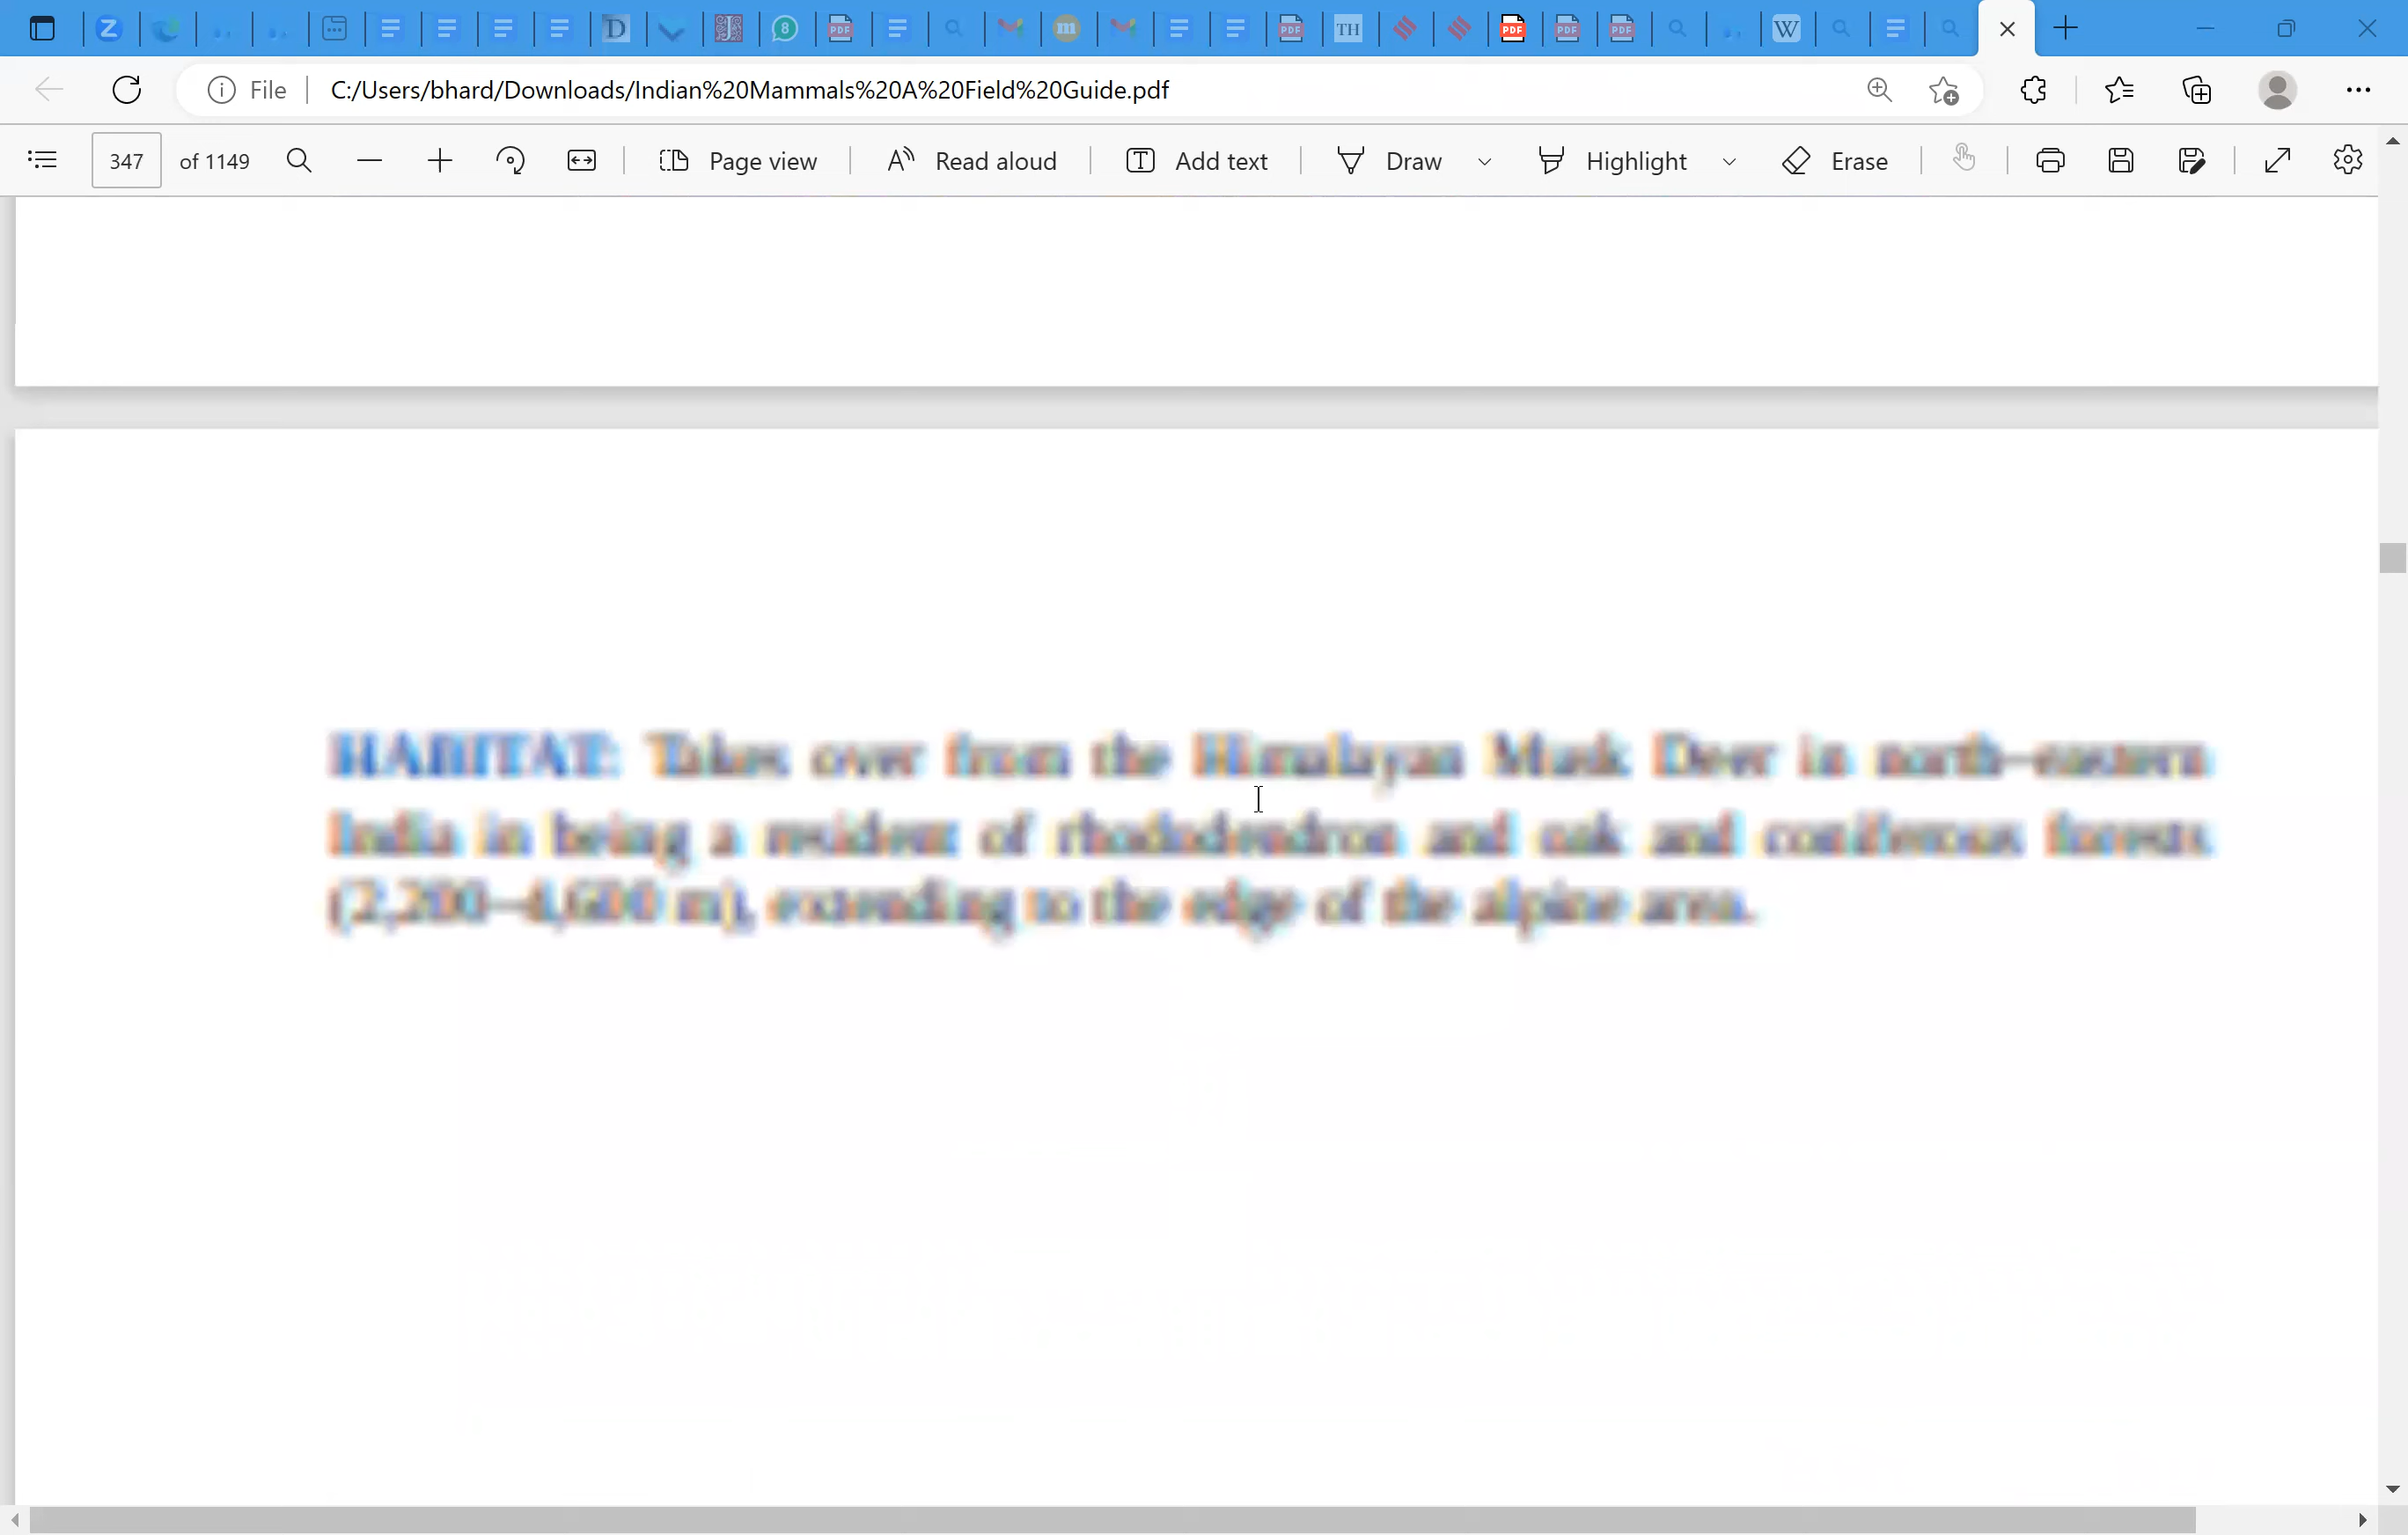 File C:/Users/bhard/Downloads/Indian%20Mammals%20A%20Field%20Guide.pdf
347 of 1149 Page view Read aloud Add text Draw Highlight Erase
HABITAT: Takes over from the Himalayan Musk Deer in north–eastern
India in being a resident of rhododendron and oak and coniferous forests
(2,200–4,600 m), extending to the edge of the alpine area.